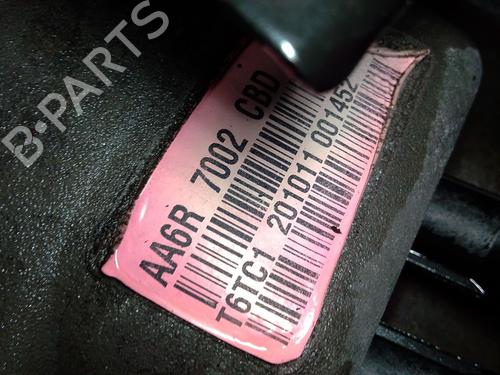 B-PARTS
AA6R 7002 CBD
T6TC1 201011 001452